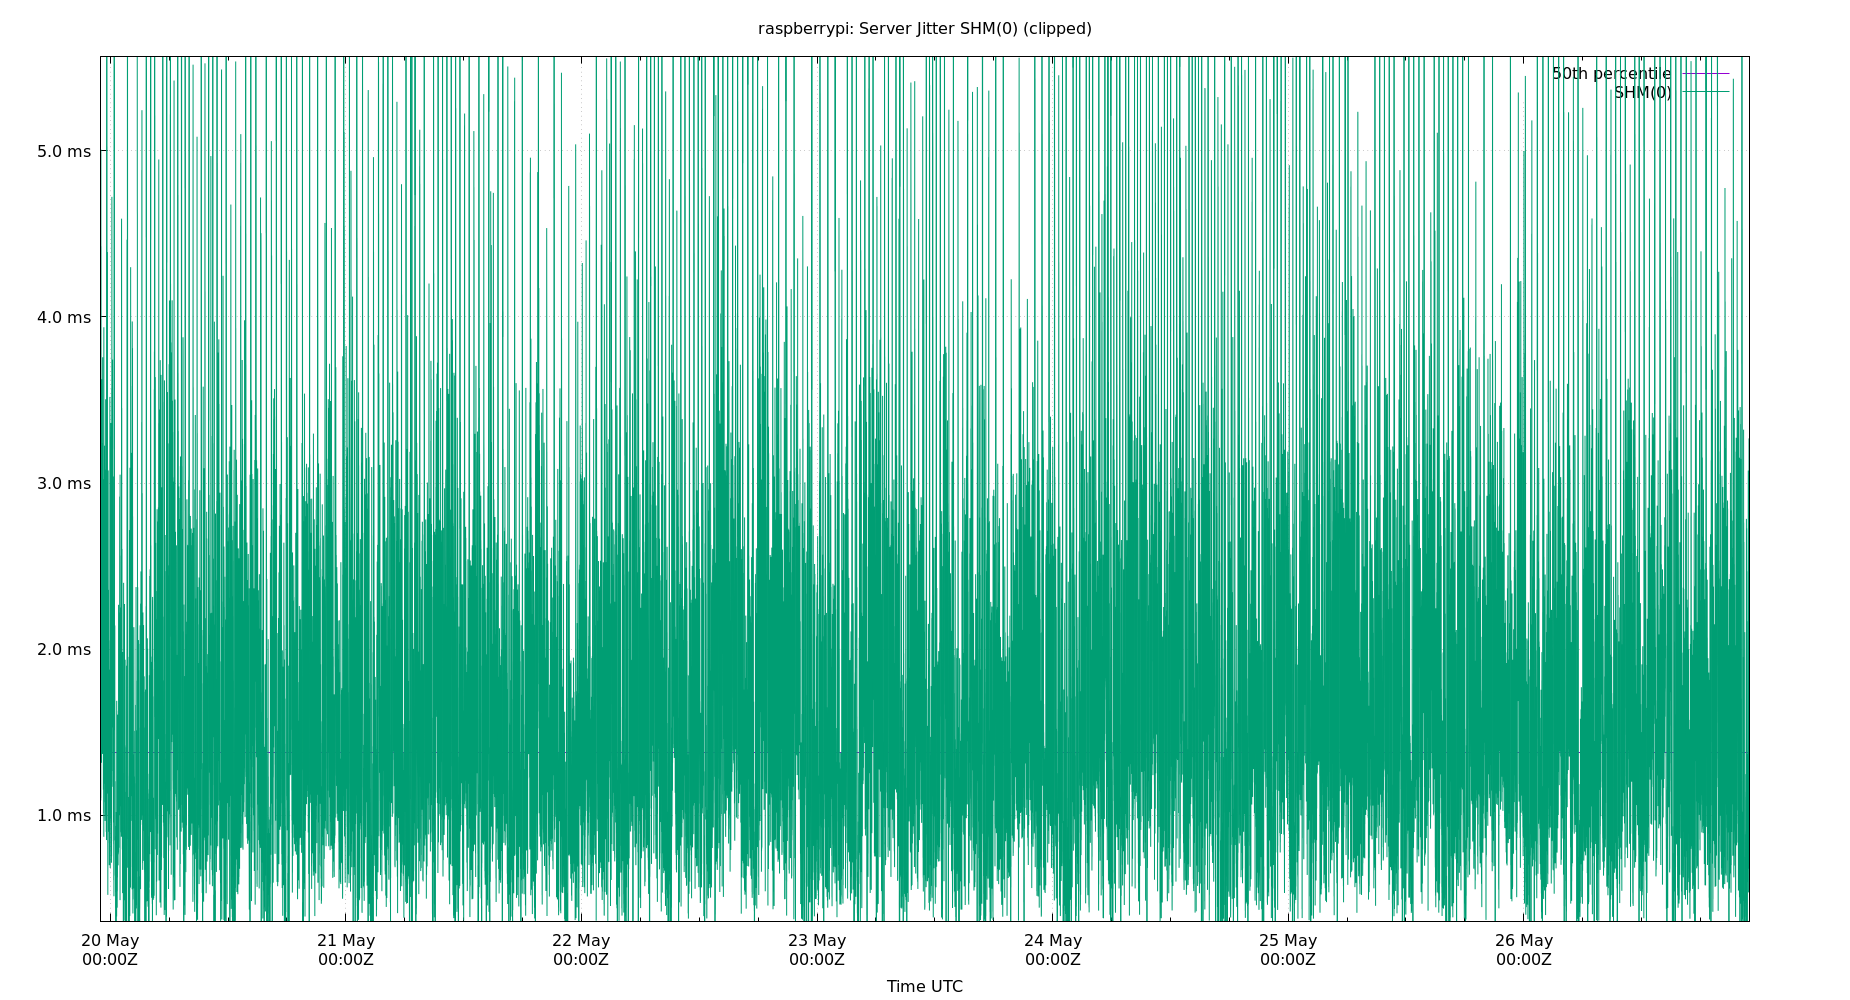 raspberrypi: Server Jitter SHM(0) (clipped)
50th percentile
SHM(0)
5.0 ms
4.0 ms
3.0 ms
2.0 ms
1.0 ms
20 May 21 May 22 May 23 May 24 May 25 May 26 May
00:00Z 00:00Z 00:00Z 00:00Z 00:00Z 00:00Z 00:00Z
Time UTC